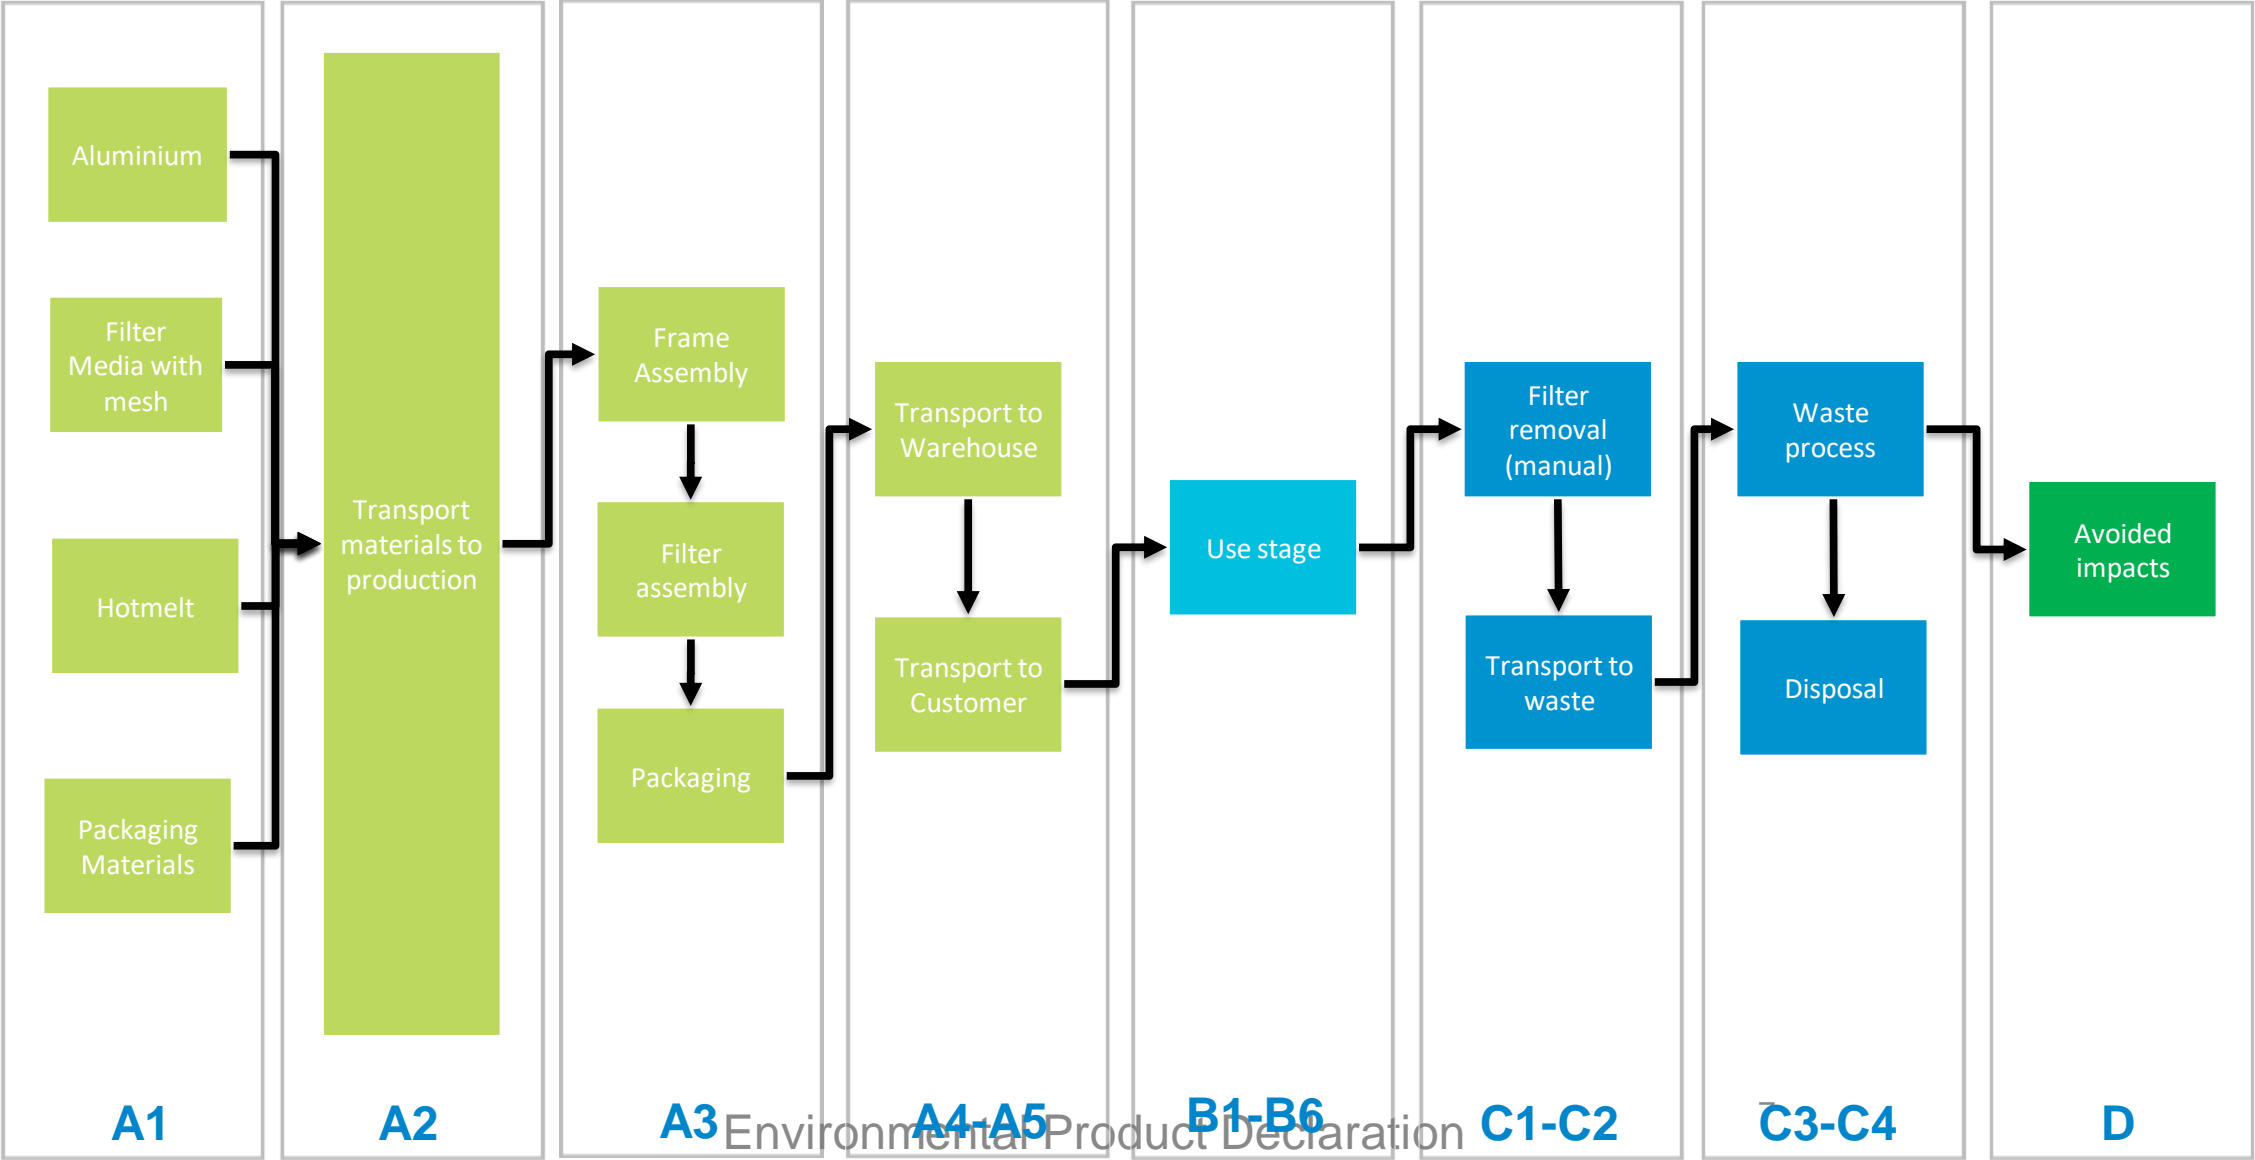 Aluminium
Filter
Media with
mesh
Hotmelt
Packaging
Materials
Transport
materials to
production
Frame
Assembly
Filter
assembly
Packaging
Transport to
Warehouse
Transport to
Customer
Use stage
Filter
removal
(manual)
Transport to
waste
Waste
process
Disposal
Avoided
impacts
A1
A2
A3
A4-A5
B1-B6
C1-C2
C3-C4
D
Environmental Product Declaration